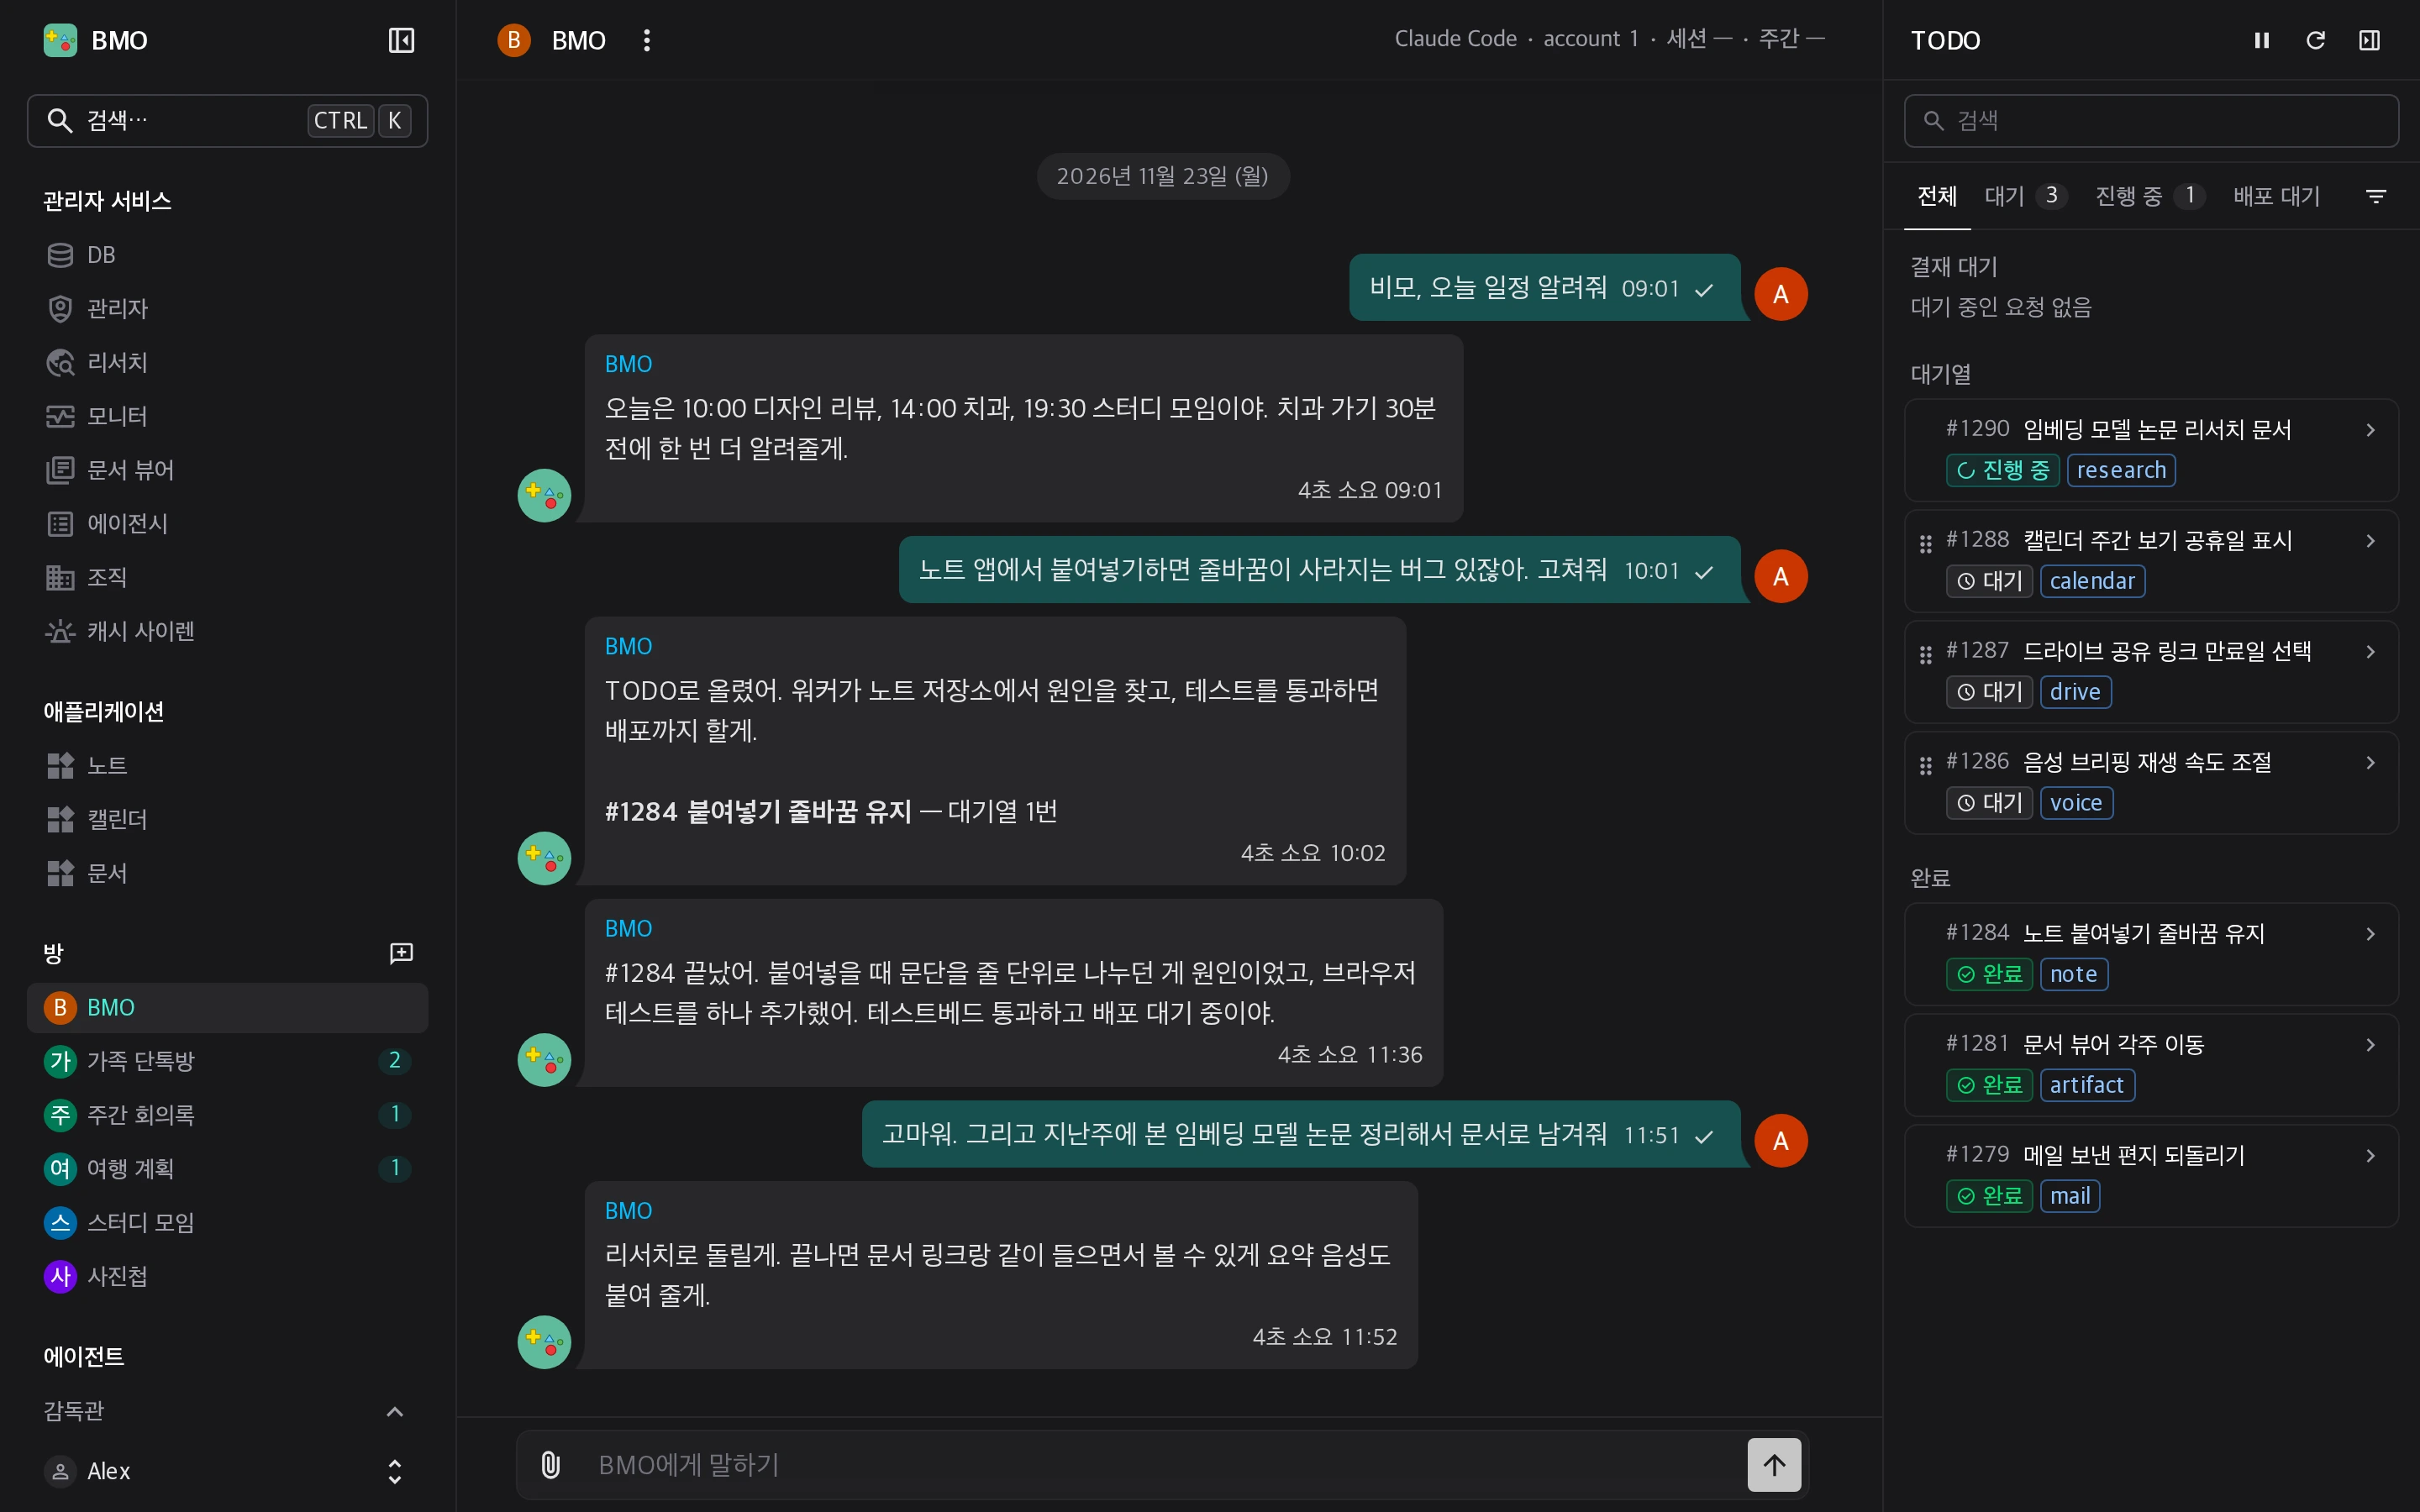 BMO
검색…
CTRL K
관리자 서비스
DB
관리자
리서치
모니터
문서 뷰어
에이전시
조직
캐시 사이렌
애플리케이션
노트
캘린더
문서
방
B BMO
가 가족 단톡방 2
주 주간 회의록 1
여 여행 계획 1
스 스터디 모임
사 사진첩
에이전트
감독관
Alex
B BMO
Claude Code · account 1 · 세션 — · 주간 —
2026년 11월 23일 (월)
비모, 오늘 일정 알려줘 09:01
A
BMO
오늘은 10:00 디자인 리뷰, 14:00 치과, 19:30 스터디 모임이야. 치과 가기 30분
전에 한 번 더 알려줄게.
4초 소요 09:01
노트 앱에서 붙여넣기하면 줄바꿈이 사라지는 버그 있잖아. 고쳐줘 10:01
A
BMO
TODO로 올렸어. 워커가 노트 저장소에서 원인을 찾고, 테스트를 통과하면
배포까지 할게.
#1284 붙여넣기 줄바꿈 유지 — 대기열 1번
4초 소요 10:02
BMO
#1284 끝났어. 붙여넣을 때 문단을 줄 단위로 나누던 게 원인이었고, 브라우저
테스트를 하나 추가했어. 테스트베드 통과하고 배포 대기 중이야.
4초 소요 11:36
고마워. 그리고 지난주에 본 임베딩 모델 논문 정리해서 문서로 남겨줘 11:51
A
BMO
리서치로 돌릴게. 끝나면 문서 링크랑 같이 들으면서 볼 수 있게 요약 음성도
붙여 줄게.
4초 소요 11:52
BMO에게 말하기
TODO
검색
전체 대기 3 진행 중 1 배포 대기
결재 대기
대기 중인 요청 없음
대기열
#1290 임베딩 모델 논문 리서치 문서
진행 중 research
#1288 캘린더 주간 보기 공휴일 표시
대기 calendar
#1287 드라이브 공유 링크 만료일 선택
대기 drive
#1286 음성 브리핑 재생 속도 조절
대기 voice
완료
#1284 노트 붙여넣기 줄바꿈 유지
완료 note
#1281 문서 뷰어 각주 이동
완료 artifact
#1279 메일 보낸 편지 되돌리기
완료 mail